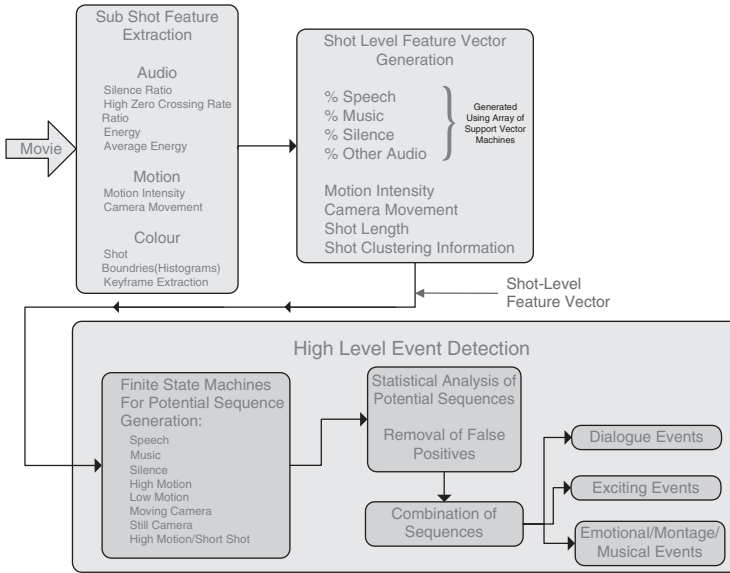 Sub Shot Feature
Extraction
Audio
Silence Ratio
High Zero Crossing Rate
Ratio
Energy
Average Energy
Motion
Motion Intensity
Camera Movement
Colour
Shot
Boundries(Histograms)
Keyframe Extraction
Movie
Shot Level Feature Vector
Generation
% Speech
% Music
% Silence
% Other Audio
Generated
Using Array of
Support Vector
Machines
Motion Intensity
Camera Movement
Shot Length
Shot Clustering Information
Shot-Level
Feature Vector
High Level Event Detection
Finite State Machines
For Potential Sequence
Generation:
Speech
Music
Silence
High Motion
Low Motion
Moving Camera
Still Camera
High Motion/Short Shot
Statistical Analysis of
Potential Sequences
Removal of False
Positives
Combination of
Sequences
Dialogue Events
Exciting Events
Emotional/Montage/
Musical Events